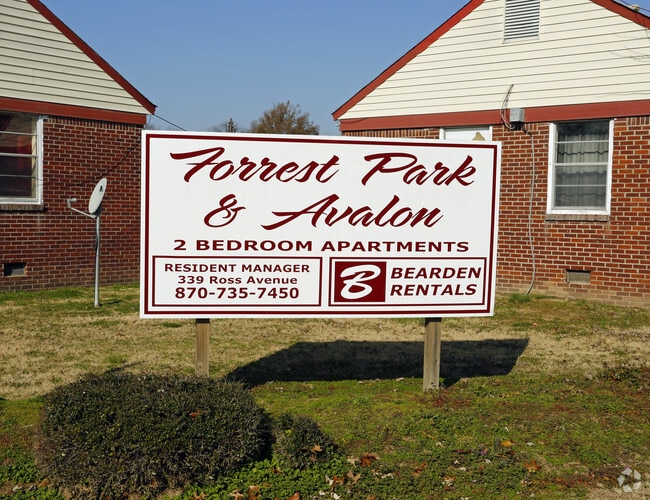 Forrest Park
& Avalon
2 BEDROOM APARTMENTS
RESIDENT MANAGER
339 Ross Avenue
870-735-7450
B
BEARDEN
RENTALS